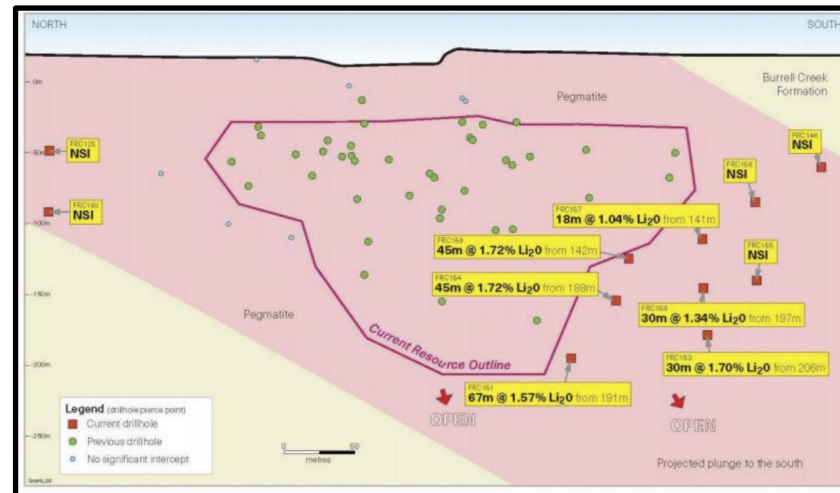 NORTH
SOUTH
0m
Pegmatite
Burrell Creek
Formation
-50m
FRC126
NSI
FRC146
NSI
FRC156
NSI
FRC160
NSI
-100m
FRC157
18m @ 1.04% Li2O from 141m
FRC159
45m @ 1.72% Li2O from 142m
FRC155
NSI
FRC154
45m @ 1.72% Li2O from 188m
-150m
Pegmatite
FRC158
30m @ 1.34% Li2O from 197m
Current Resource Outline
FRC153
30m @ 1.70% Li2O from 206m
-200m
FRC151
67m @ 1.57% Li2O from 191m
Legend (drillhole pierce point)
Current drillhole
Previous drillhole
No significant intercept
OPEN
OPEN
-250m
0 50
metres
Projected plunge to the south